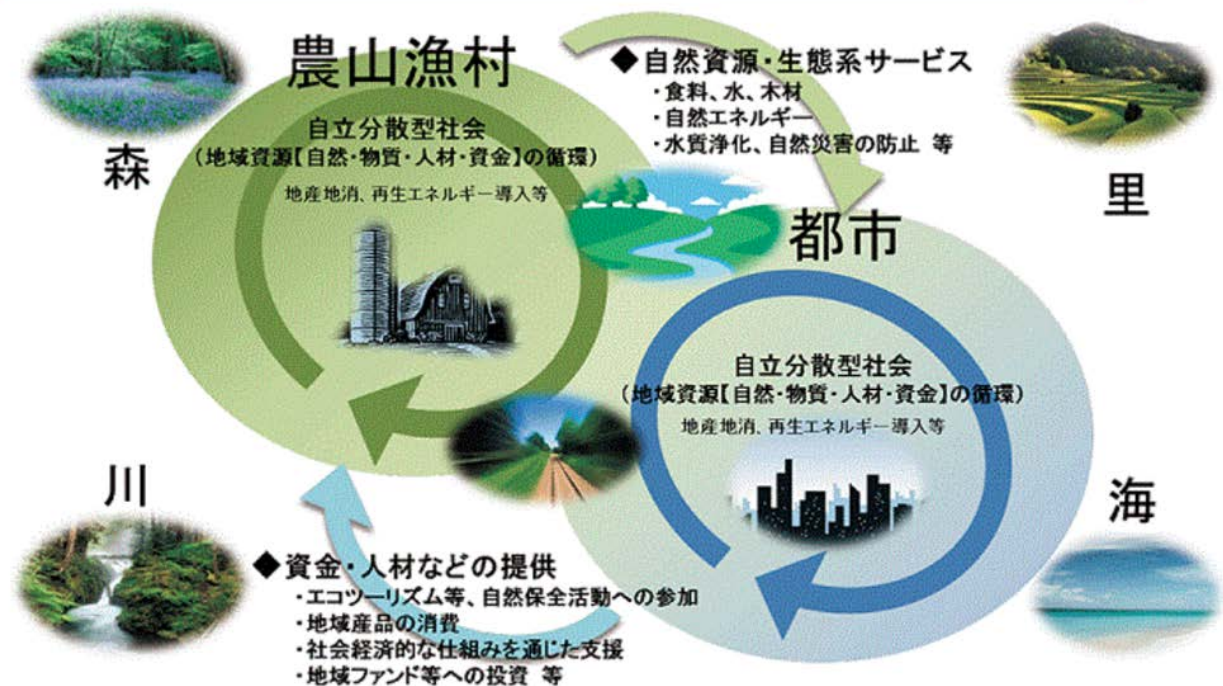 農山漁村
自立分散型社会
(地域資源【自然・物質・人材・資金】の循環)
地産地消、再生エネルギー導入等
◆自然資源・生態系サービス
・食料、水、木材
・自然エネルギー
・水質浄化、自然災害の防止 等
森
里
都市
自立分散型社会
(地域資源【自然・物質・人材・資金】の循環)
地産地消、再生エネルギー導入等
川
海
◆資金・人材などの提供
・エコツーリズム等、自然保全活動への参加
・地域産品の消費
・社会経済的な仕組みを通じた支援
・地域ファンド等への投資 等